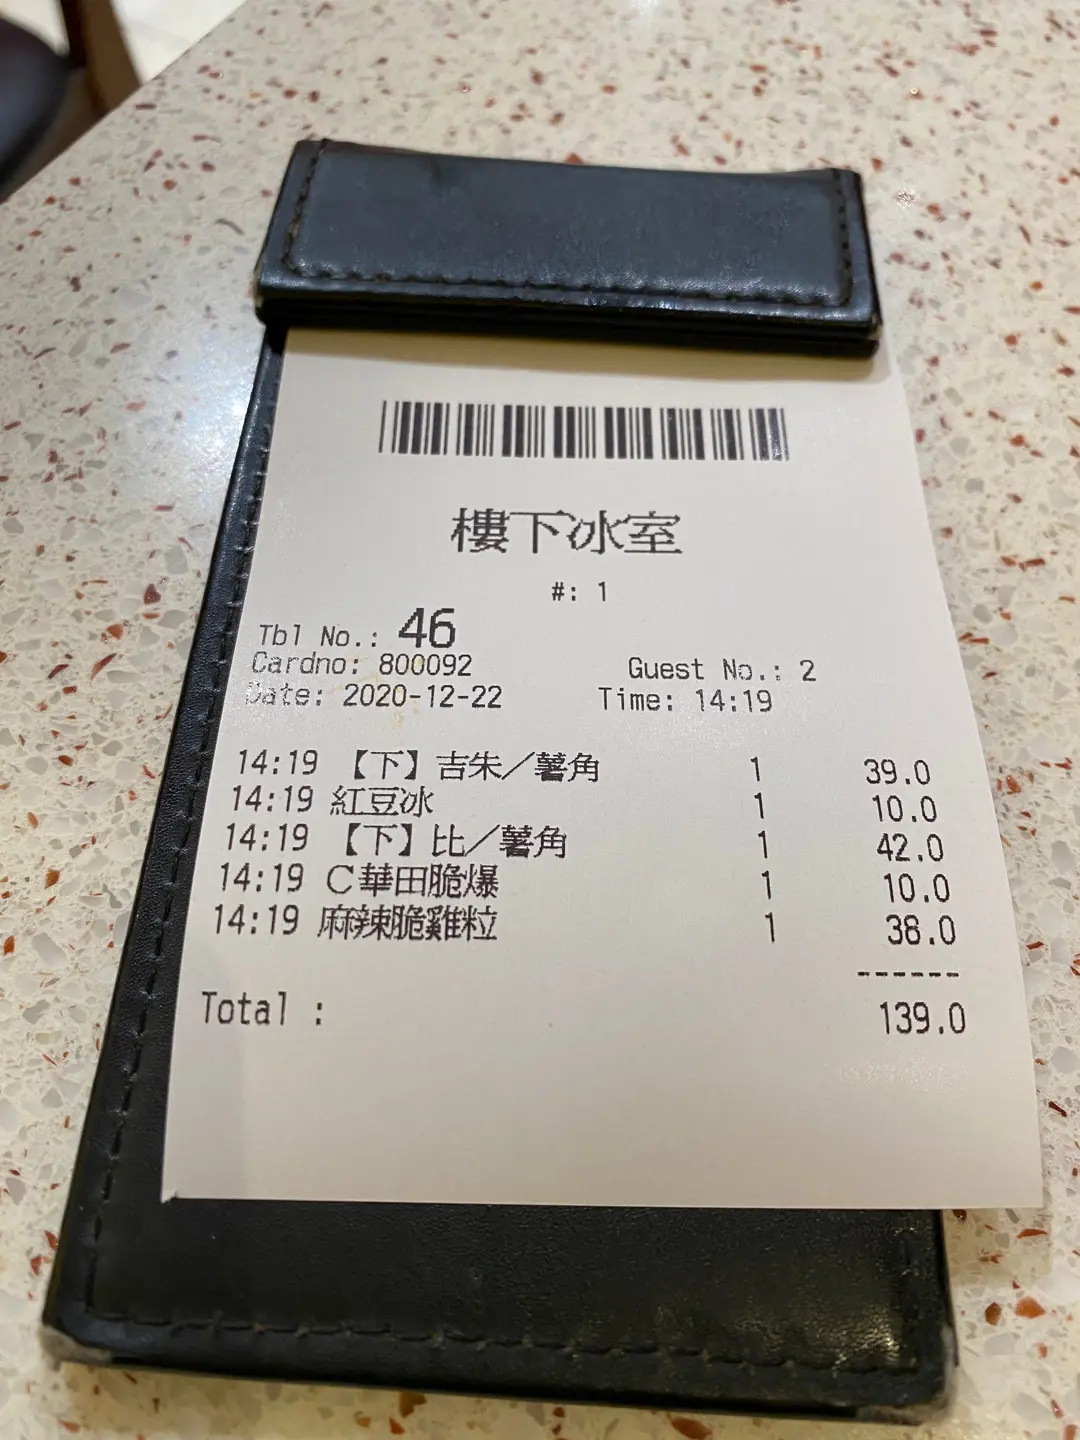 樓下冰室
#: 1
Tbl No.: 46
Cardno: 800092 Guest No.: 2
Date: 2020-12-22 Time: 14:19
14:19 【下】吉朱／薯角 1 39.0
14:19 紅豆冰 1 10.0
14:19 【下】比／薯角 1 42.0
14:19 C華田脆爆 1 10.0
14:19 麻辣脆雞粒 1 38.0
------
Total : 139.0